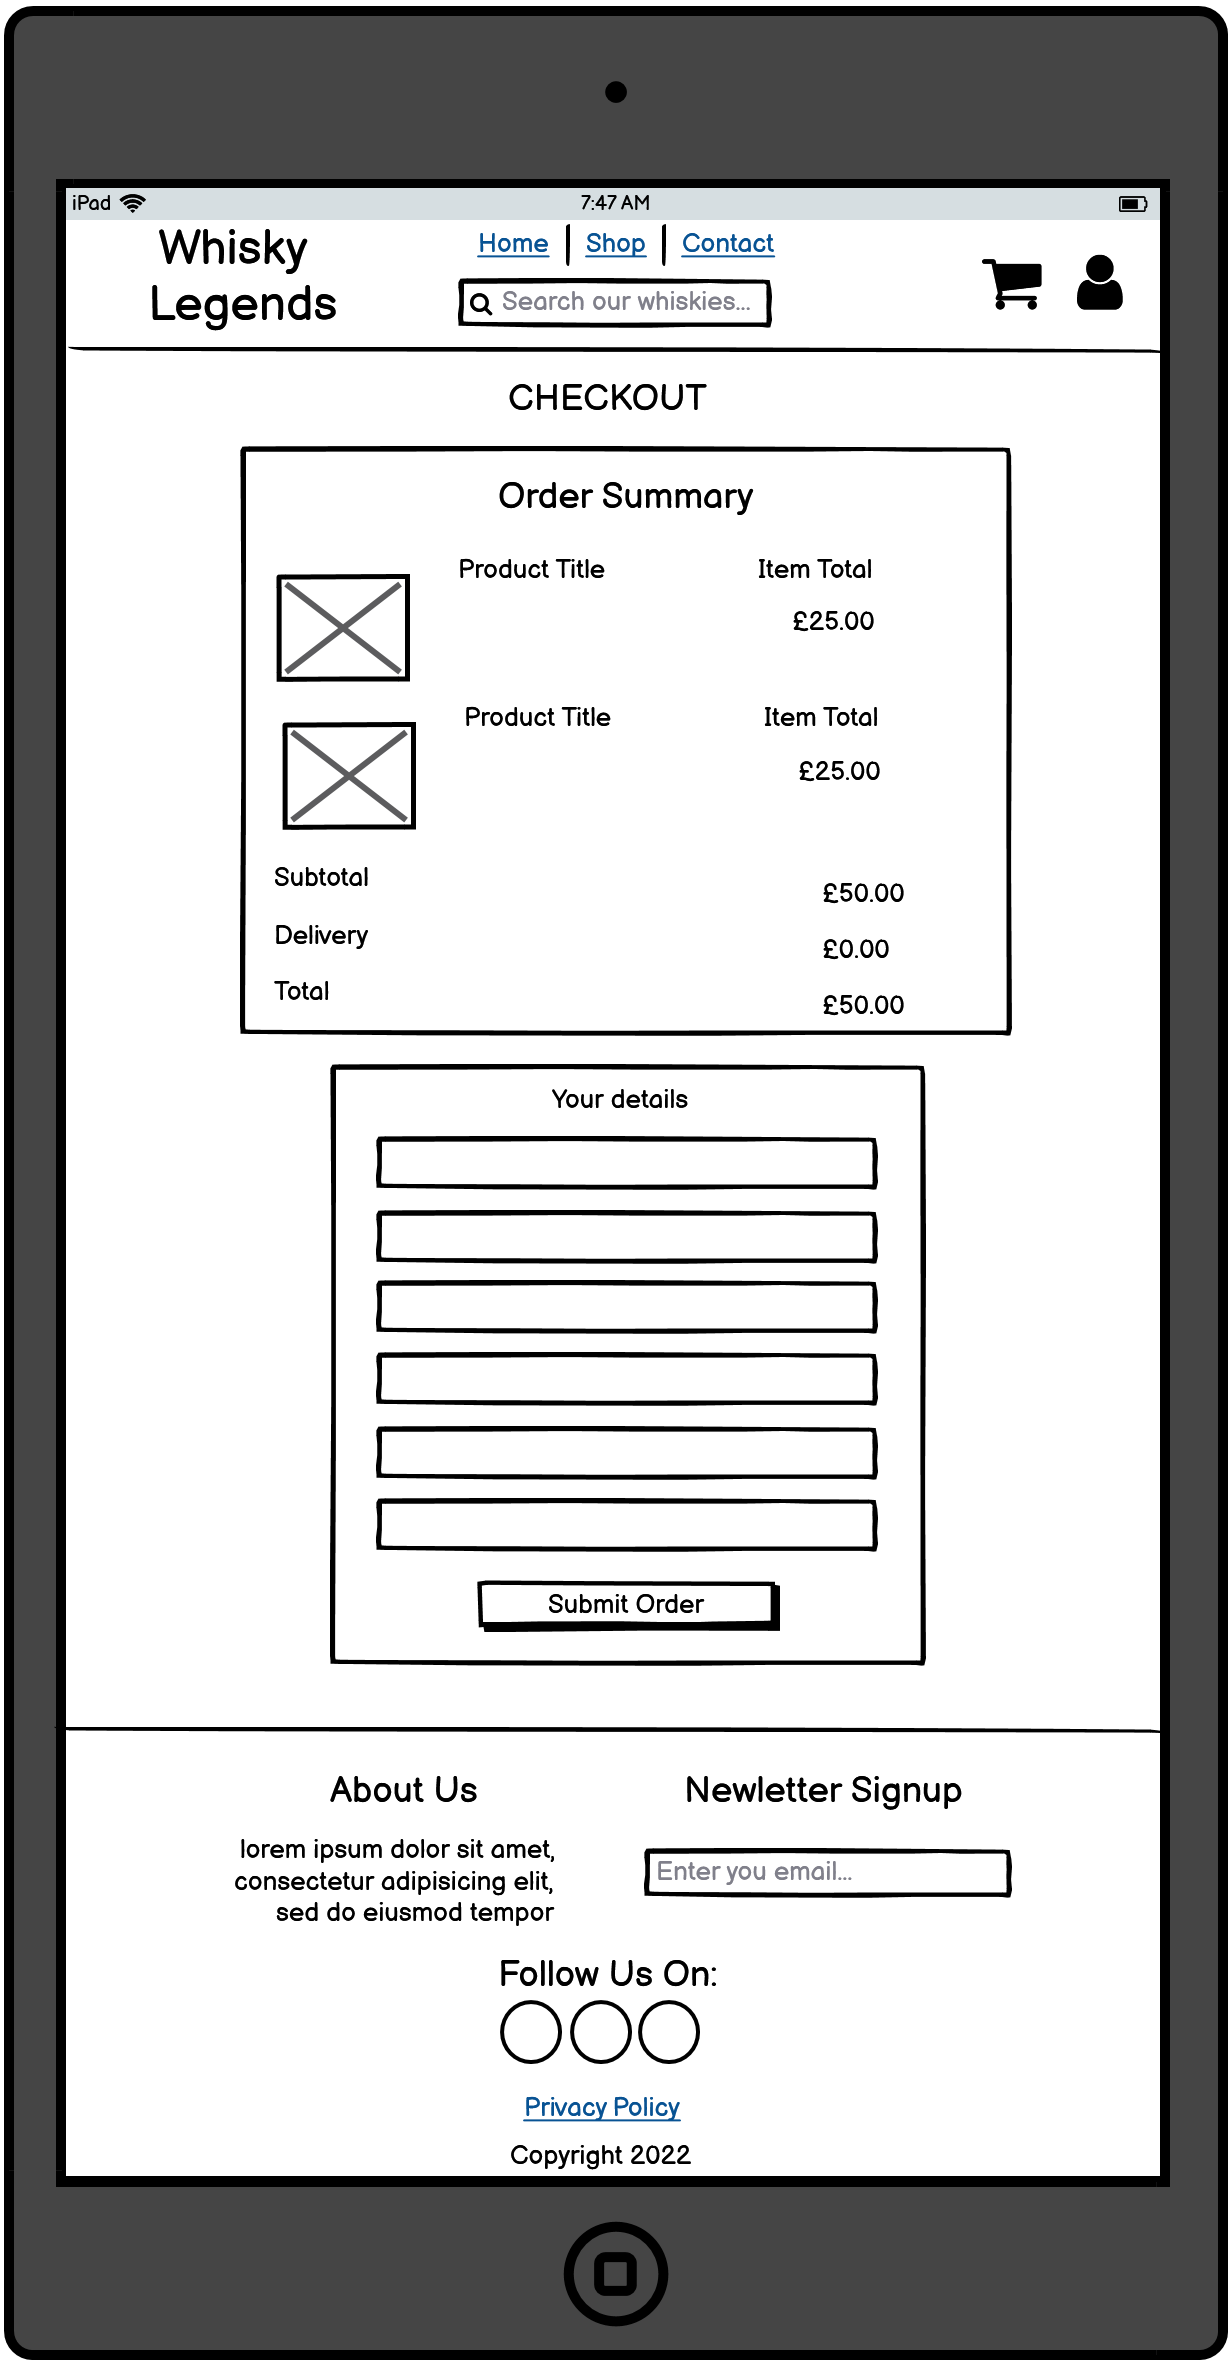 iPad
7:47 AM
Whisky
Legends
Home
Shop
Contact
Search our whiskies...
CHECKOUT
Order Summary
Product Title
Item Total
£25.00
Product Title
Item Total
£25.00
Subtotal
£50.00
Delivery
£0.00
Total
£50.00
Your details
Submit Order
About Us
lorem ipsum dolor sit amet,
consectetur adipisicing elit,
sed do eiusmod tempor
Newletter Signup
Enter you email...
Follow Us On:
Privacy Policy
Copyright 2022